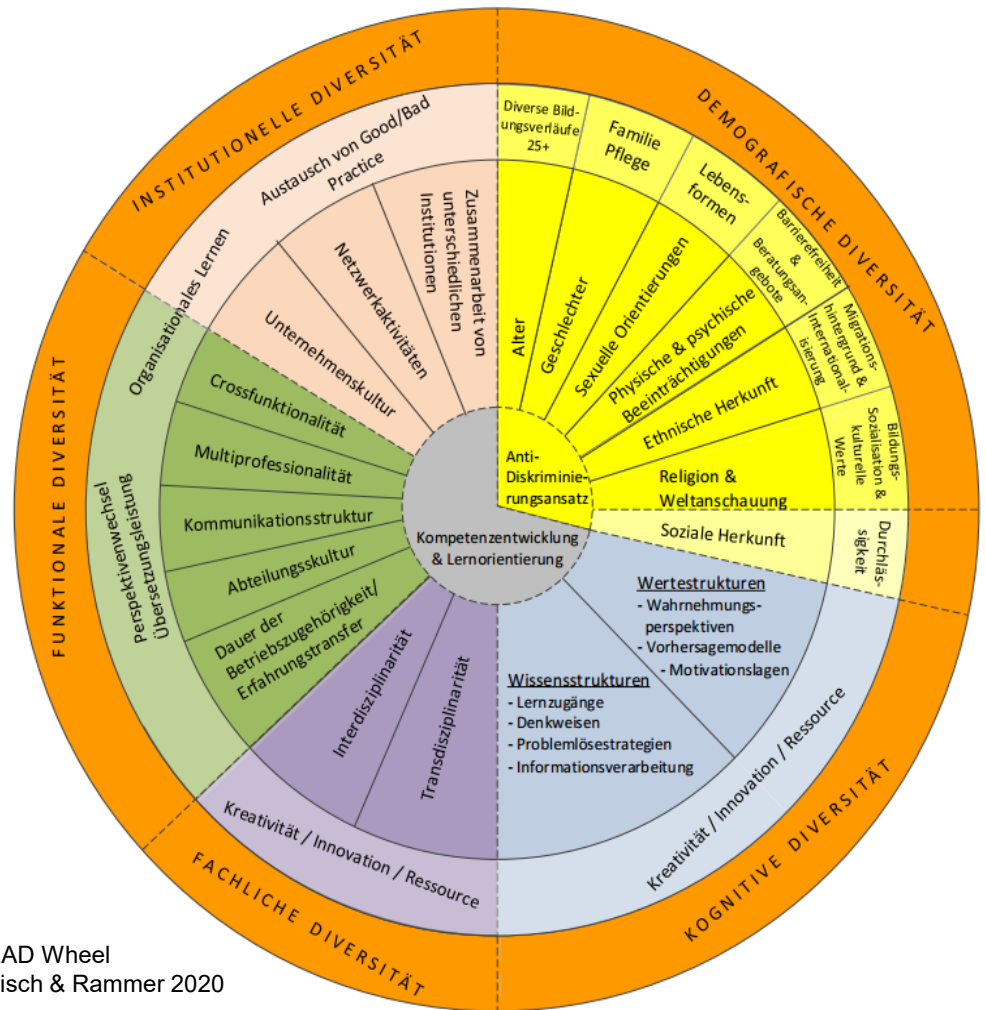 INSTITUTIONELLE DIVERSITÄT
DEMOGRAFISCHE DIVERSITÄT
KOGNITIVE DIVERSITÄT
FACHLICHE DIVERSITÄT
FUNKTIONALE DIVERSITÄT
Organisationales Lernen
Austausch von Good/Bad
Practice
Unternehmenskultur
Netzwerkaktivitäten
Zusammenarbeit von
unterschiedlichen
Institutionen
Diverse Bild-
ungsverläufe
25+
Familie
Pflege
Lebens-
formen
Barrierefreiheit
&
Beratungsan-
gebote
Migrations-
hintergrund &
International-
isierung
Bildungs-
Sozialisation &
kulturelle
Werte
Durchläs-
sigkeit
Alter
Geschlechter
Sexuelle Orientierungen
Physische & psychische
Beeinträchtigungen
Ethnische Herkunft
Religion &
Weltanschauung
Soziale Herkunft
Anti-
Diskriminie-
rungsansatz
Kompetenzentwicklung
& Lernorientierung
Wertestrukturen
- Wahrnehmungs-
perspektiven
- Vorhersagemodelle
- Motivationslagen
Wissensstrukturen
- Lernzugänge
- Denkweisen
- Problemlösestrategien
- Informationsverarbeitung
Kreativität / Innovation / Ressource
Transdisziplinarität
Interdisziplinarität
Kreativität / Innovation / Ressource
Crossfunktionalität
Multiprofessionalität
Kommunikationsstruktur
Abteilungskultur
Dauer der
Betriebszugehörigkeit/
Erfahrungstransfer
Perspektivenwechsel
Übersetzungsleistung
AD Wheel
isch & Rammer 2020